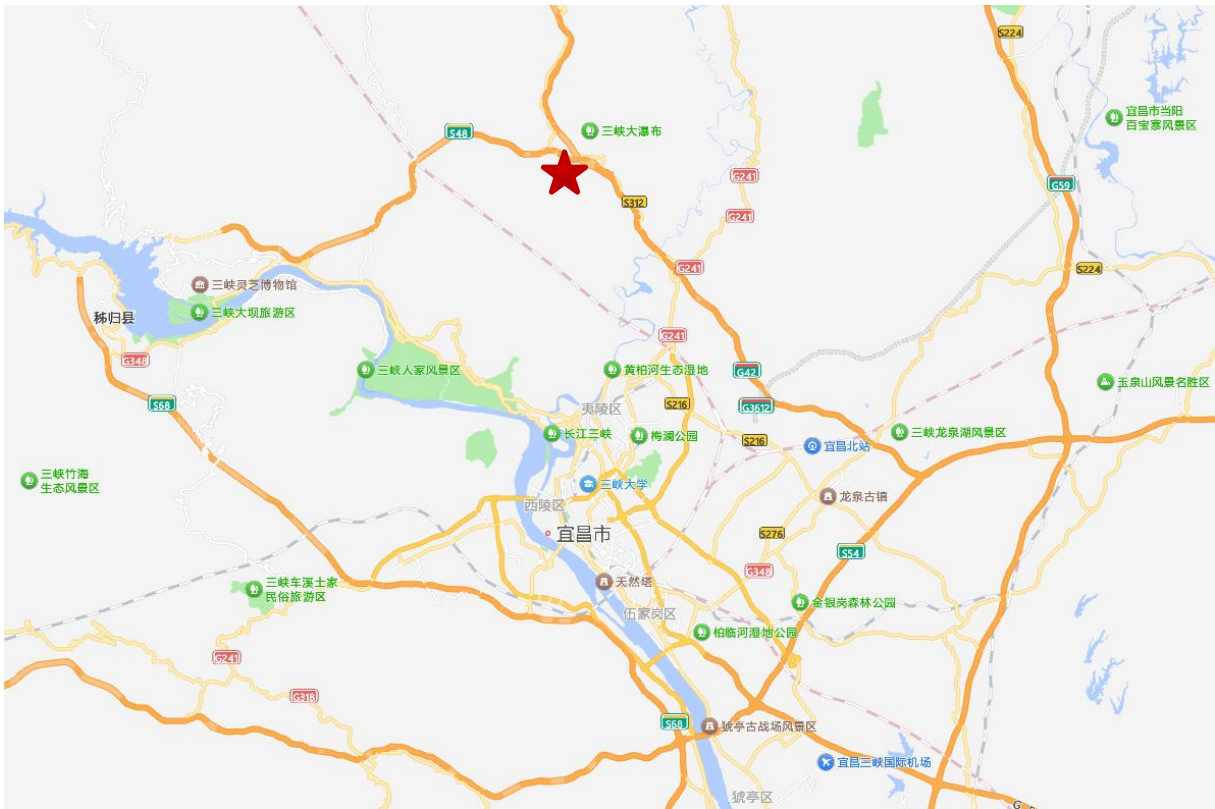 S224
宜昌市当阳
百宝寨风景区
三峡大瀑布
S48
G241
G59
S312
G241
G241
S224
三峡灵芝博物馆
三峡大坝旅游区
秭归县
G241
G348
三峡人家风景区
黄柏河生态湿地
G42
玉泉山风景名胜区
S68
夷陵区
S216
G3612
长江三峡
梅澜公园
S216
宜昌北站
三峡龙泉湖风景区
三峡竹海
生态风景区
三峡大学
龙泉古镇
西陵区
宜昌市
S276
S54
G348
三峡车溪土家
民俗旅游区
天然塔
伍家岗区
金银岗森林公园
柏临河湿地公园
G241
G318
S68
猇亭古战场风景区
宜昌三峡国际机场
猇亭区